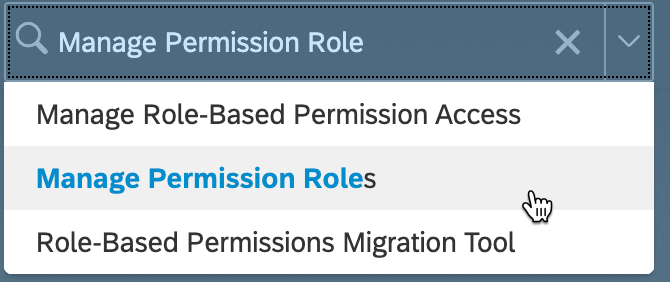 Manage Permission Role
Manage Role-Based Permission Access
Manage Permission Roles
Role-Based Permissions Migration Tool